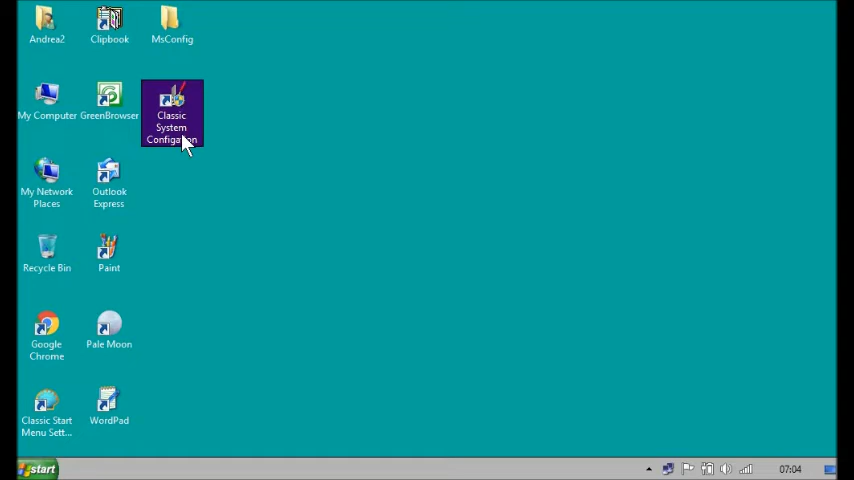 Andrea2
Clipbook
MsConfig
My Computer
GreenBrowser
Classic
System
My Network
Places
Outlook
Express
Recycle Bin
Paint
Google
Chrome
Pale Moon
Classic Start
Menu Sett...
WordPad
start
07:04